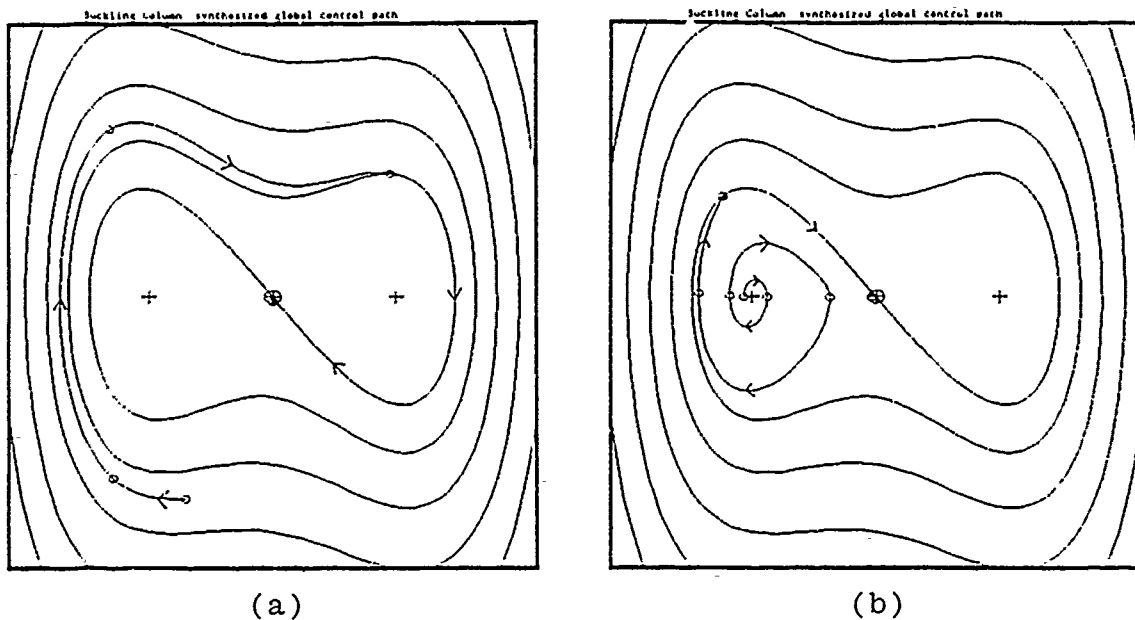 Buckling Column synthesized global control path
Buckling Column synthesized global control path
(a)
(b)